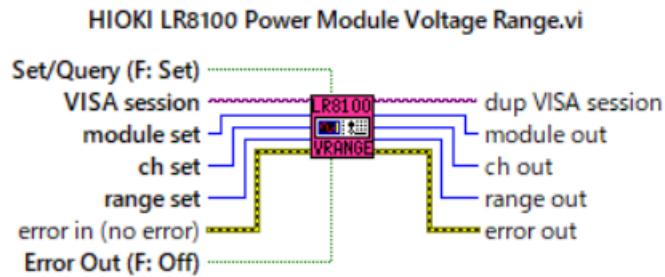 HIOKI LR8100 Power Module Voltage Range.vi
Set/Query (F: Set)
VISA session
module set
ch set
range set
error in (no error)
Error Out (F: Off)
LR8100
VRANGE
dup VISA session
module out
ch out
range out
error out